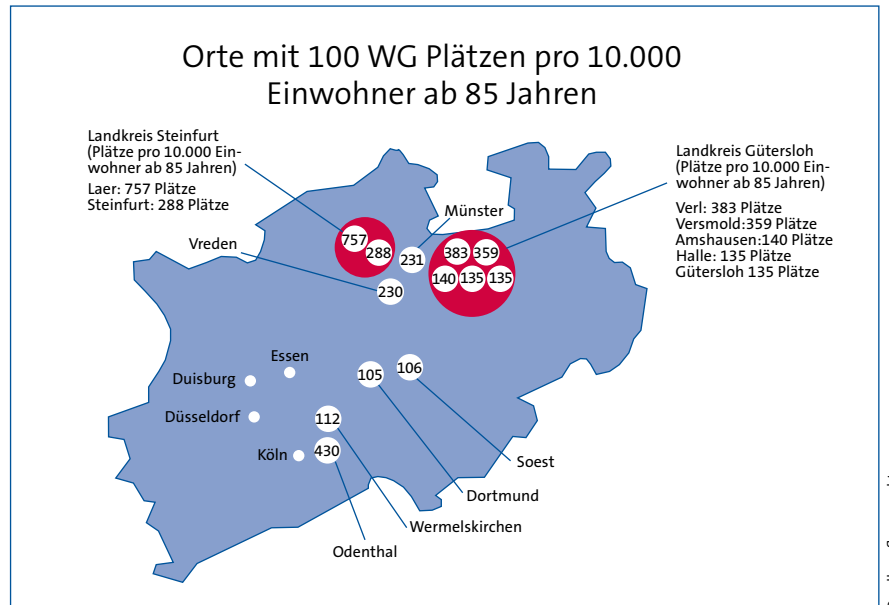 Orte mit 100 WG Plätzen pro 10.000
Einwohner ab 85 Jahren
Landkreis Steinfurt
(Plätze pro 10.000 Ein-
wohner ab 85 Jahren)
Laer: 757 Plätze
Steinfurt: 288 Plätze
Landkreis Gütersloh
(Plätze pro 10.000 Ein-
wohner ab 85 Jahren)
Verl: 383 Plätze
Versmold:359 Plätze
Amshausen:140 Plätze
Halle: 135 Plätze
Gütersloh 135 Plätze
Münster
Vreden
757
288
231
383
359
140
135
135
230
Essen
Duisburg
Düsseldorf
Köln
105
106
112
430
Soest
Dortmund
Wermelskirchen
Odenthal